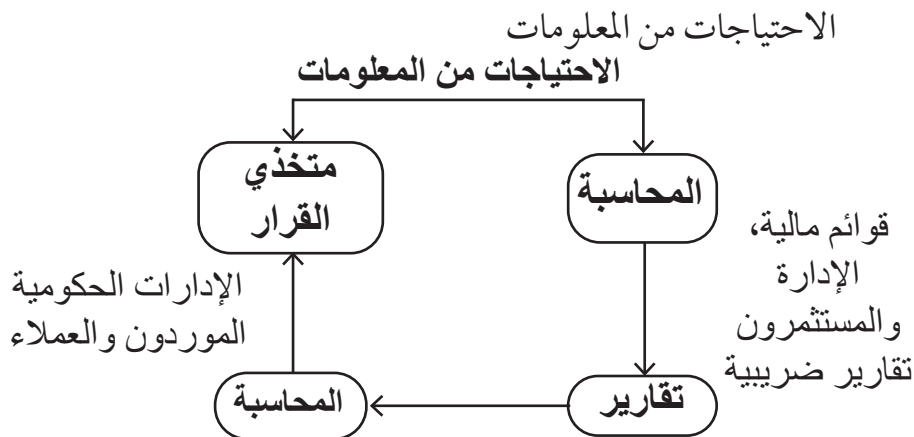 الاحتياجات من المعلومات
الاحتياجات من المعلومات
متخذي
القرار
المحاسبة
قوائم مالية،
الإدارة
والمستثمرون
تقارير ضريبية
الإدارات الحكومية
الموردون والعملاء
تقارير
المحاسبة